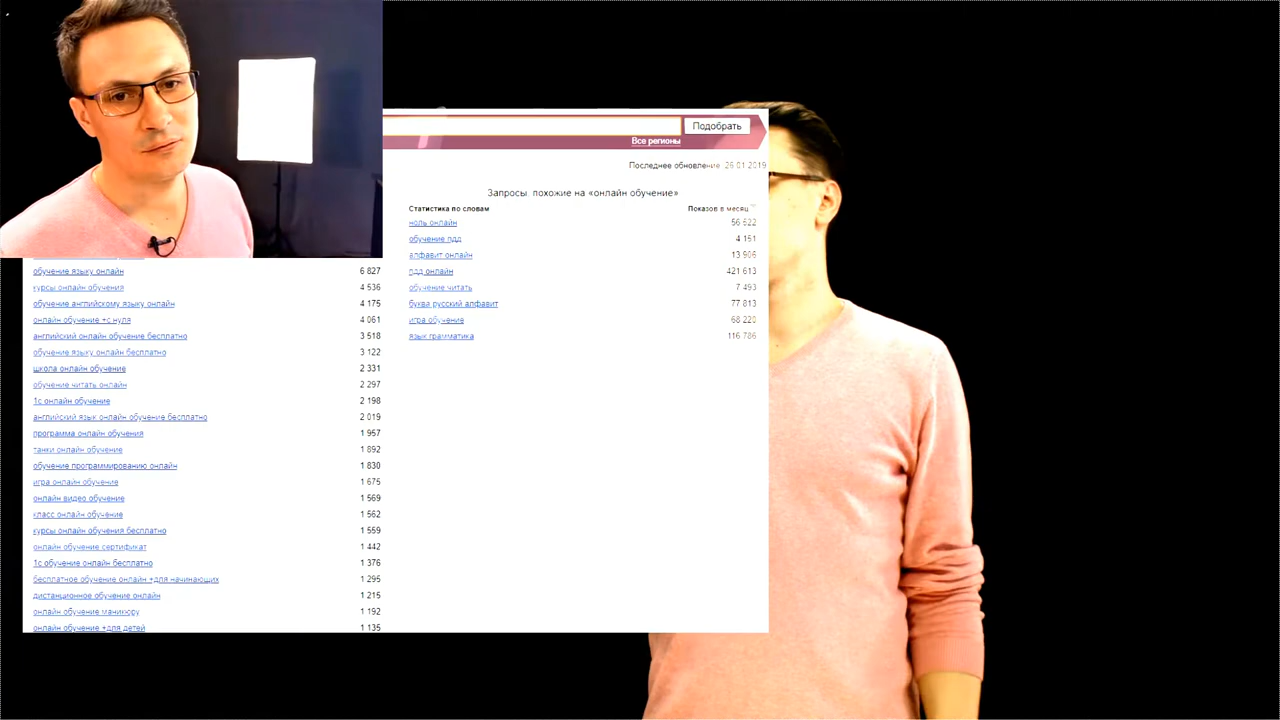 Подобрать
Все регионы
Последнее обновление: 26.01.2019
Запросы, похожие на «онлайн обучение»
Статистика по словам Показов в месяц
ноль онлайн 56 522
обучение пдд 4 151
алфавит онлайн 13 906
пдд онлайн 421 613
обучение читать 7 493
буква русский алфавит 77 813
игра обучение 68 220
язык грамматика 116 786
обучение языку онлайн 6 827
курсы онлайн обучения 4 536
обучение английскому языку онлайн 4 175
онлайн обучение +с нуля 4 061
английский онлайн обучение бесплатно 3 518
обучение языку онлайн бесплатно 3 122
школа онлайн обучение 2 331
обучение читать онлайн 2 297
1с онлайн обучение 2 198
английский язык онлайн обучение бесплатно 2 019
программа онлайн обучения 1 957
танки онлайн обучение 1 892
обучение программированию онлайн 1 830
игра онлайн обучение 1 675
онлайн видео обучение 1 569
класс онлайн обучение 1 562
курсы онлайн обучения бесплатно 1 559
онлайн обучение сертификат 1 442
1с обучение онлайн бесплатно 1 376
бесплатное обучение онлайн +для начинающих 1 295
дистанционное обучение онлайн 1 215
онлайн обучение маникюру 1 192
онлайн обучение +для детей 1 135